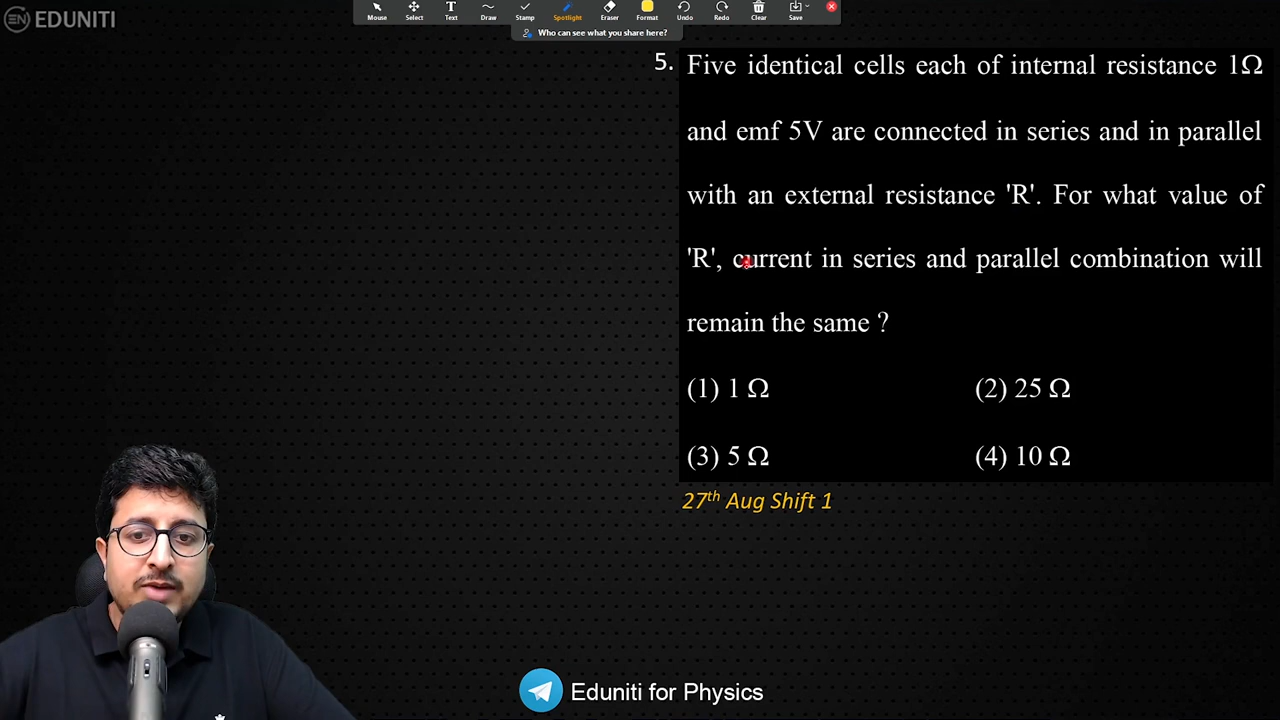 EN EDUNITI
Mouse Select Text Draw Stamp Spotlight Eraser Format Undo Redo Clear Save
Who can see what you share here?
5. Five identical cells each of internal resistance 1Ω
and emf 5V are connected in series and in parallel
with an external resistance 'R'. For what value of
'R', current in series and parallel combination will
remain the same ?
(1) 1 Ω (2) 25 Ω
(3) 5 Ω (4) 10 Ω
27th Aug Shift 1
Eduniti for Physics